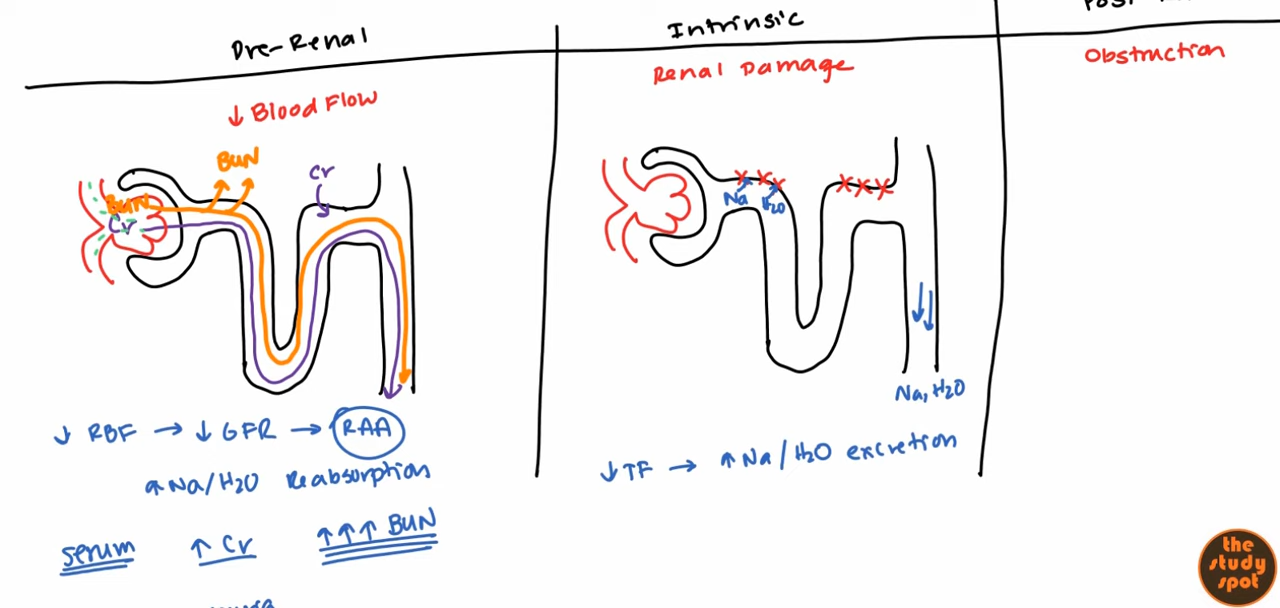 Pre-Renal
↓ Blood Flow
BUN
Cr
BUN
Cr
↓ RBF → ↓ GFR → RAA
↑ Na/H2O Reabsorption
serum ↑ Cr ↑↑↑ BUN
Intrinsic
Renal Damage
Na H2O
Na, H2O
↓ TF → ↑ Na/H2O excretion
Obstruction
the
study
spot